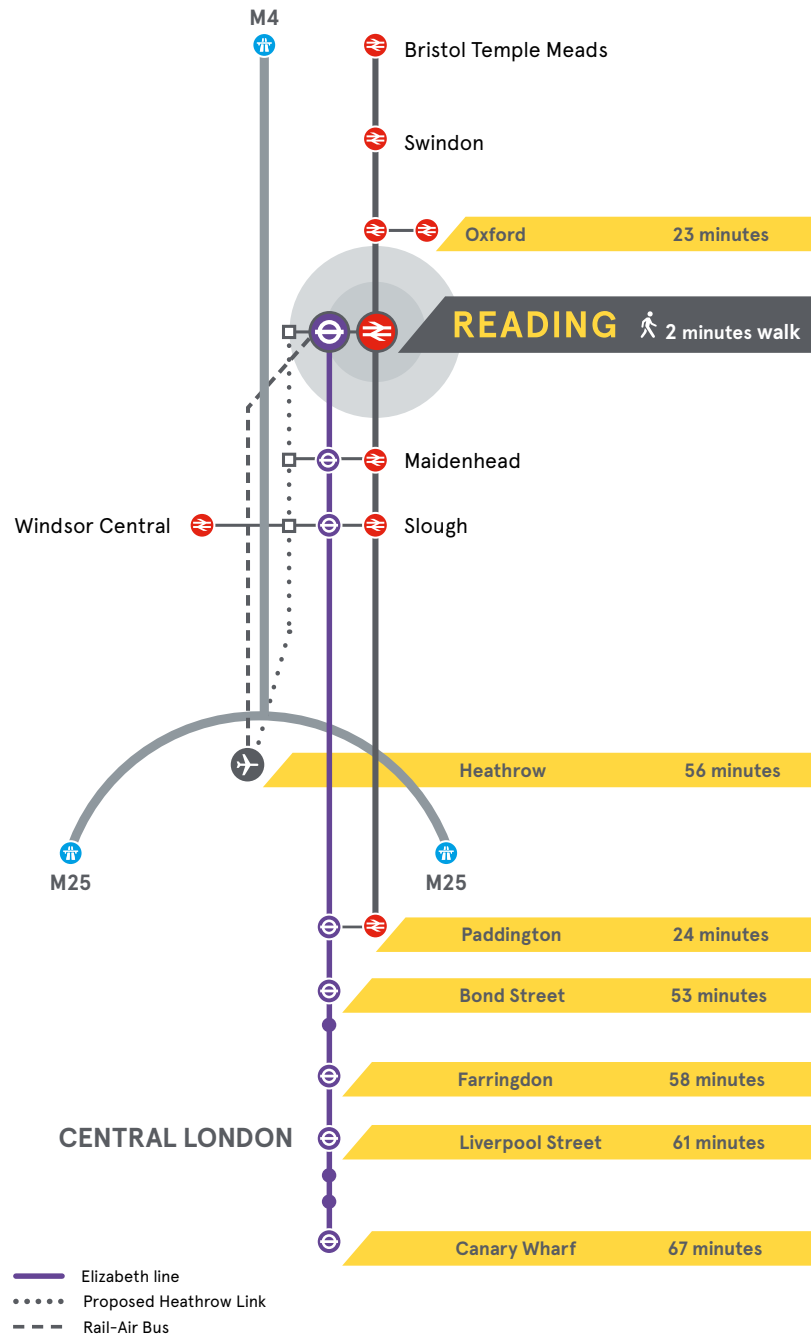 M4
Bristol Temple Meads
Swindon
Oxford 23 minutes
READING 2 minutes walk
Maidenhead
Windsor Central
Slough
Heathrow 56 minutes
M25
M25
Paddington 24 minutes
Bond Street 53 minutes
Farringdon 58 minutes
CENTRAL LONDON
Liverpool Street 61 minutes
Canary Wharf 67 minutes
Elizabeth line
Proposed Heathrow Link
Rail-Air Bus